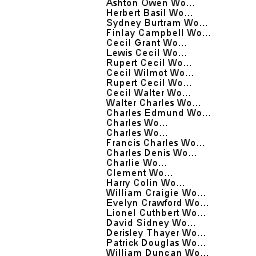 Ashton Owen Wo...
Herbert Basil Wo...
Sydney Burtram Wo...
Finlay Campbell Wo...
Cecil Grant Wo...
Lewis Cecil Wo...
Rupert Cecil Wo...
Cecil Wilmot Wo...
Rupert Cecil Wo...
Cecil Walter Wo...
Walter Charles Wo...
Charles Edmund Wo...
Charles Wo...
Charles Wo...
Francis Charles Wo...
Charles Denis Wo...
Charlie Wo...
Clement Wo...
Harry Colin Wo...
William Craigie Wo...
Evelyn Crawford Wo...
Lionel Cuthbert Wo...
David Sidney Wo...
Derisley Thayer Wo...
Patrick Douglas Wo...
William Duncan Wo...